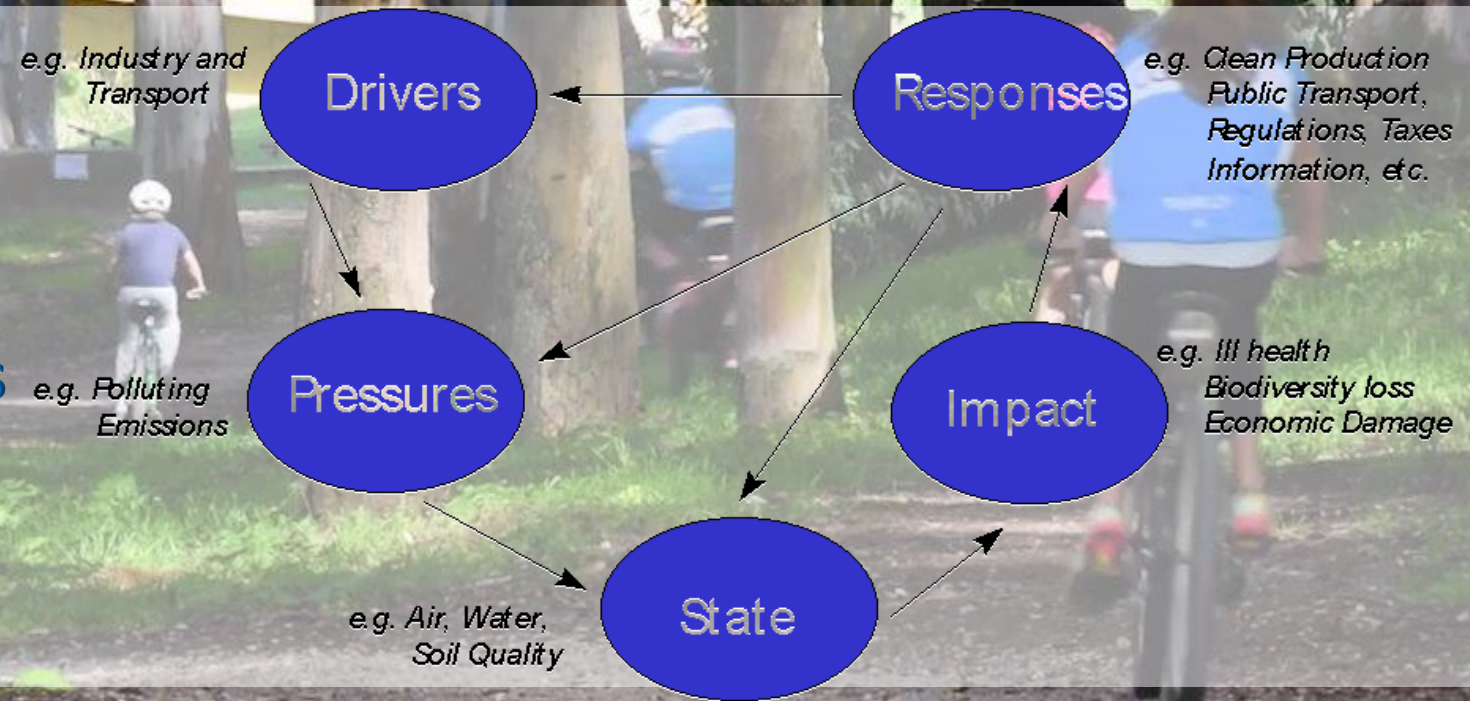 e.g. Industry and
Transport
Drivers
Responses
e.g. Clean Production
Public Transport,
Regulations, Taxes
Information, etc.
s
e.g. Polluting
Emissions
Pressures
Impact
e.g. Ill health
Biodiversity loss
Economic Damage
e.g. Air, Water,
Soil Quality
State